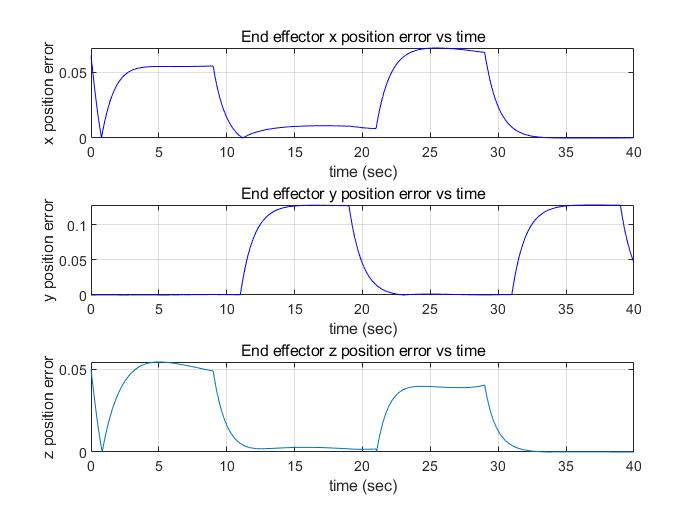 End effector x position error vs time
x position error
0.05
0
0 5 10 15 20 25 30 35 40
time (sec)
End effector y position error vs time
y position error
0.1
0.05
0
0 5 10 15 20 25 30 35 40
time (sec)
End effector z position error vs time
z position error
0.05
0
0 5 10 15 20 25 30 35 40
time (sec)